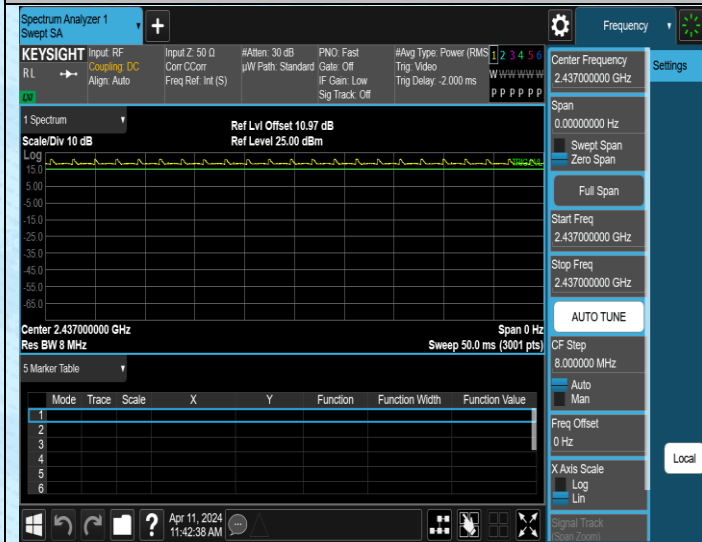 Spectrum Analyzer 1
Swept SA
Frequency
KEYSIGHT
RL
LXI
Input: RF
Coupling: DC
Align: Auto
Input Z: 50 Ω
Corr CCorr
Freq Ref: Int (S)
#Atten: 30 dB
µW Path: Standard
PNO: Fast
Gate: Off
IF Gain: Low
Sig Track: Off
#Avg Type: Power (RMS
Trig: Video
Trig Delay: -2.000 ms
1 2 3 4 5 6
W W W W W W
P P P P P P
1 Spectrum
Scale/Div 10 dB
Ref Lvl Offset 10.97 dB
Ref Level 25.00 dBm
Log
15.0
5.00
-5.00
-15.0
-25.0
-35.0
-45.0
-55.0
-65.0
Center 2.437000000 GHz
Span 0 Hz
Res BW 8 MHz
Sweep 50.0 ms (3001 pts)
5 Marker Table
Mode Trace Scale X Y Function Function Width Function Value
1
2
3
4
5
6
Apr 11, 2024
11:42:38 AM
Center Frequency
2.437000000 GHz
Span
0.00000000 Hz
Swept Span
Zero Span
Full Span
Start Freq
2.437000000 GHz
Stop Freq
2.437000000 GHz
AUTO TUNE
CF Step
8.000000 MHz
Auto
Man
Freq Offset
0 Hz
X Axis Scale
Log
Lin
Signal Track
(Span Zoom)
Settings
Local